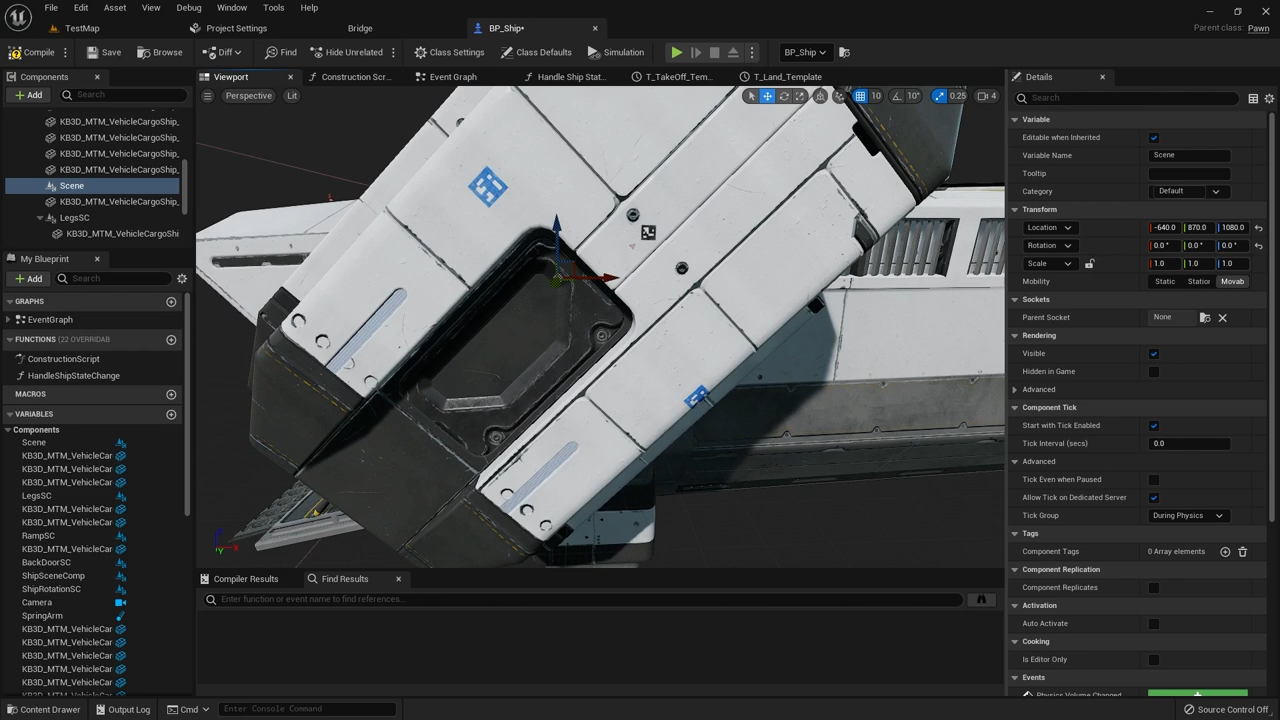 File Edit Asset View Debug Window Tools Help
TestMap Project Settings Bridge BP_Ship* Parent class: Pawn
Compile Save Browse Diff Find Hide Unrelated Class Settings Class Defaults Simulation BP_Ship
Components
Add Search
KB3D_MTM_VehicleCargoShip_
KB3D_MTM_VehicleCargoShip_
KB3D_MTM_VehicleCargoShip_
KB3D_MTM_VehicleCargoShip_
Scene
KB3D_MTM_VehicleCargoShip_
LegsSC
KB3D_MTM_VehicleCargoShi
My Blueprint
Add Search
GRAPHS
EventGraph
FUNCTIONS (22 OVERRIDAB
ConstructionScript
HandleShipStateChange
MACROS
VARIABLES
Components
Scene
KB3D_MTM_VehicleCar
KB3D_MTM_VehicleCar
KB3D_MTM_VehicleCar
LegsSC
KB3D_MTM_VehicleCar
KB3D_MTM_VehicleCar
RampSC
KB3D_MTM_VehicleCar
BackDoorSC
ShipSceneComp
ShipRotationSC
Camera
SpringArm
KB3D_MTM_VehicleCar
KB3D_MTM_VehicleCar
KB3D_MTM_VehicleCar
KB3D_MTM_VehicleCar
KB3D_MTM_VehicleCar
KB3D_MTM_VehicleCar
Viewport Construction Scr... Event Graph Handle Ship Stat... T_TakeOff_Tem... T_Land_Template
Perspective Lit 10 10° 0.25 4
Z X Y
Compiler Results Find Results
Enter function or event name to find references...
Details
Search
Variable
Editable when Inherited
Variable Name Scene
Tooltip
Category Default
Transform
Location -640.0 870.0 1080.0
Rotation 0.0 ° 0.0 ° 0.0 °
Scale 1.0 1.0 1.0
Mobility Static Station Movab
Sockets
Parent Socket None
Rendering
Visible
Hidden in Game
Advanced
Component Tick
Start with Tick Enabled
Tick Interval (secs) 0.0
Advanced
Tick Even when Paused
Allow Tick on Dedicated Server
Tick Group During Physics
Tags
Component Tags 0 Array elements
Component Replication
Component Replicates
Activation
Auto Activate
Cooking
Is Editor Only
Events
Physics Volume Changed
Content Drawer Output Log Cmd Enter Console Command Source Control Off